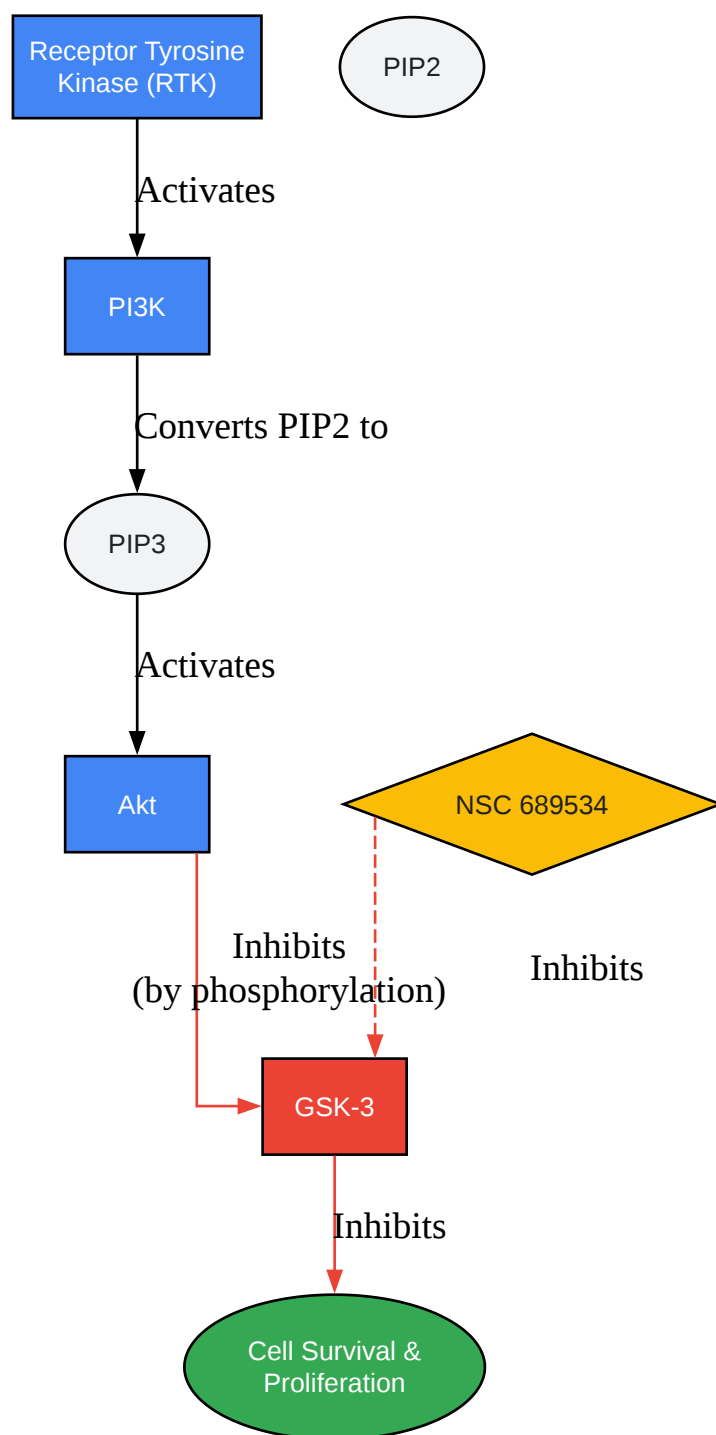 Receptor Tyrosine
Kinase (RTK)
PIP2
Activates
PI3K
Converts PIP2 to
PIP3
Activates
Akt
NSC 689534
Inhibits
(by phosphorylation)
Inhibits
GSK-3
Inhibits
Cell Survival &
Proliferation